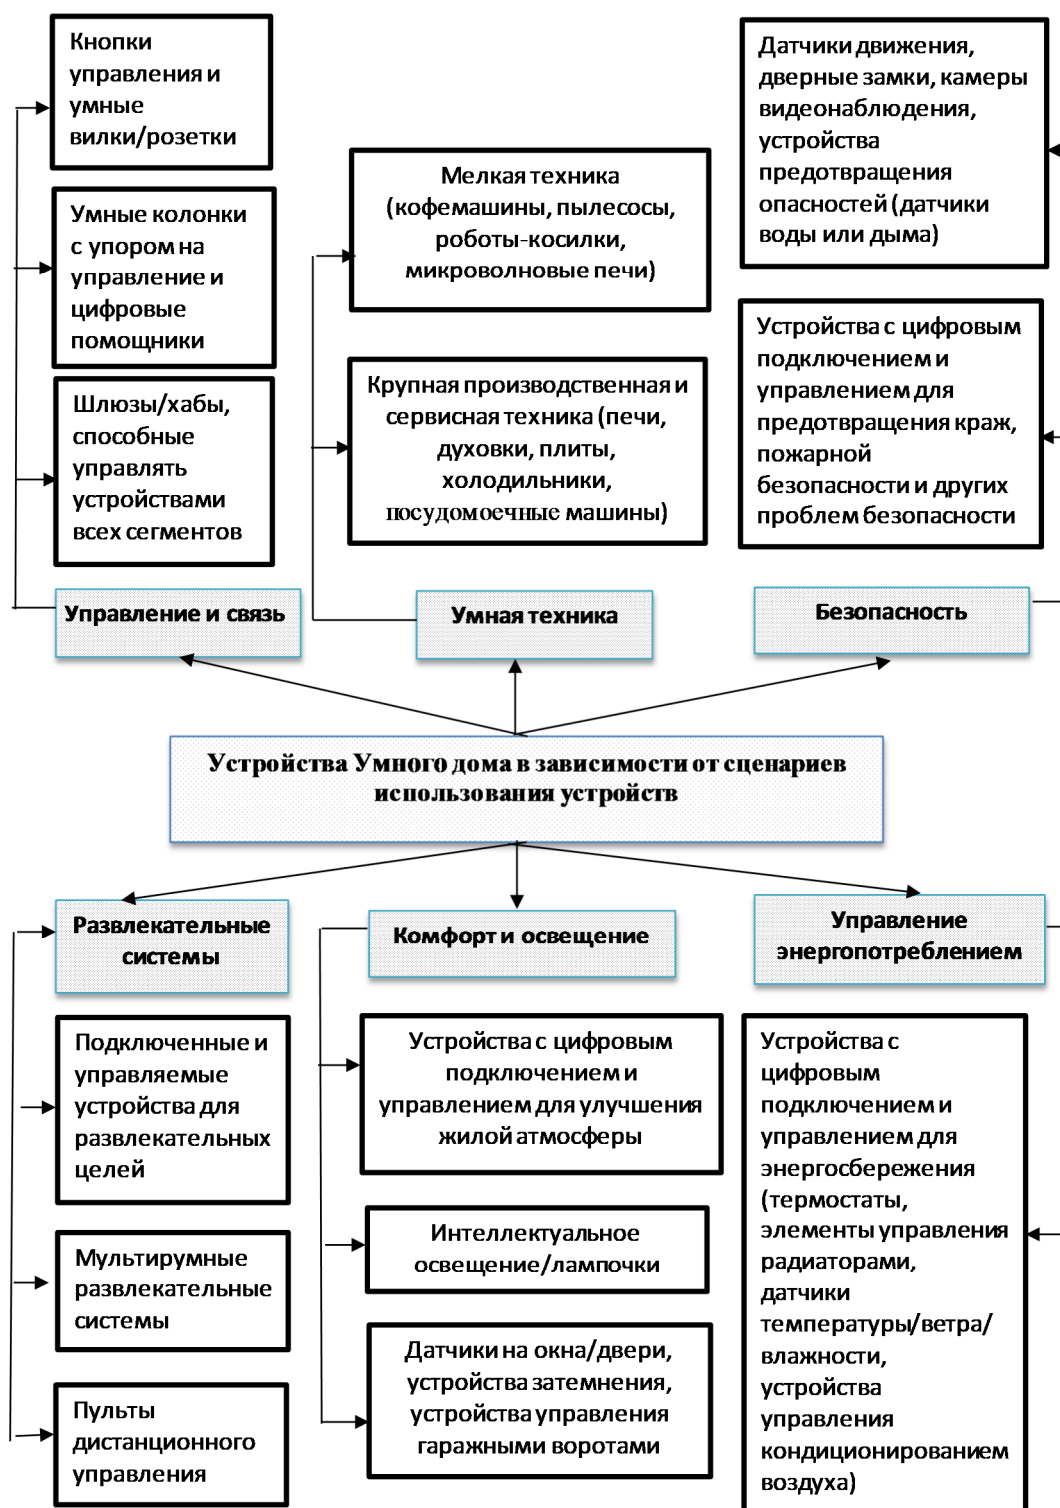 Кнопки
управления и
умные
вилки/розетки
Умные колонки
с упором на
управление и
цифровые
помощники
Шлюзы/хабы,
способные
управлять
устройствами
всех сегментов
Управление и связь
Мелкая техника
(кофемашины, пылесосы,
роботы-косилки,
микроволновые печи)
Крупная производственная и
сервисная техника (печи,
духовки, плиты,
холодильники,
посудомоечные машины)
Умная техника
Датчики движения,
дверные замки, камеры
видеонаблюдения,
устройства
предотвращения
опасностей (датчики
воды или дыма)
Устройства с цифровым
подключением и
управлением для
предотвращения краж,
пожарной
безопасности и других
проблем безопасности
Безопасность
Устройства Умного дома в зависимости от сценариев
использования устройств
Развлекательные
системы
Подключенные и
управляемые
устройства для
развлекательных
целей
Мультирумные
развлекательные
системы
Пульты
дистанционного
управления
Комфорт и освещение
Устройства с цифровым
подключением и
управлением для улучшения
жилой атмосферы
Интеллектуальное
освещение/лампочки
Датчики на окна/двери,
устройства затемнения,
устройства управления
гаражными воротами
Управление
энергопотреблением
Устройства с
цифровым
подключением и
управлением для
энергосбережения
(термостаты,
элементы управления
радиаторами,
датчики
температуры/ветра/
влажности,
устройства
управления
кондиционированием
воздуха)